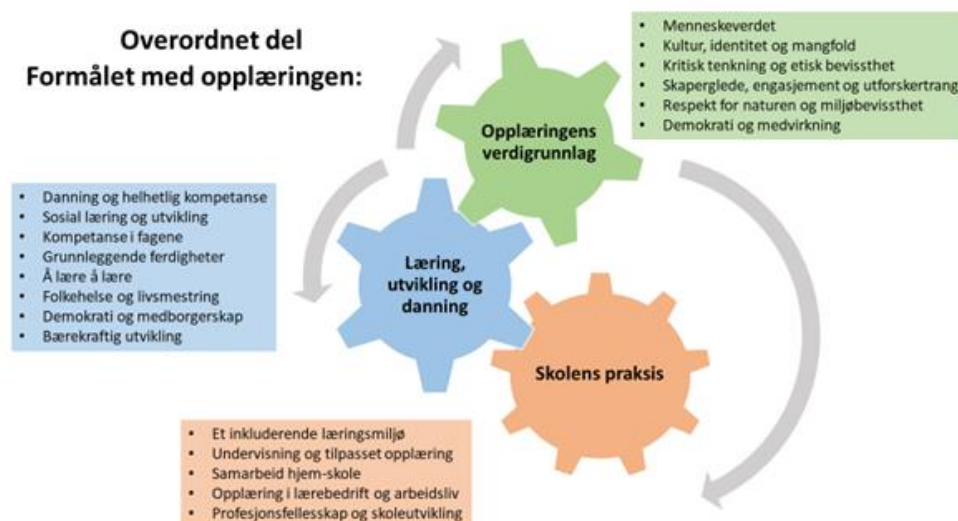 Overordnet del
Formålet med opplæringen:
• Menneskeverdet
• Kultur, identitet og mangfold
• Kritisk tenkning og etisk bevissthet
• Skaperglede, engasjement og utforskertrang
• Respekt for naturen og miljøbevissthet
• Demokrati og medvirkning
Opplæringens
verdigrunnlag
• Danning og helhetlig kompetanse
• Sosial læring og utvikling
• Kompetanse i fagene
• Grunnleggende ferdigheter
• Å lære å lære
• Folkehelse og livsmestring
• Demokrati og medborgerskap
• Bærekraftig utvikling
Læring,
utvikling og
danning
Skolens praksis
• Et inkluderende læringsmiljø
• Undervisning og tilpasset opplæring
• Samarbeid hjem-skole
• Opplæring i lærebedrift og arbeidsliv
• Profesjonsfellesskap og skoleutvikling